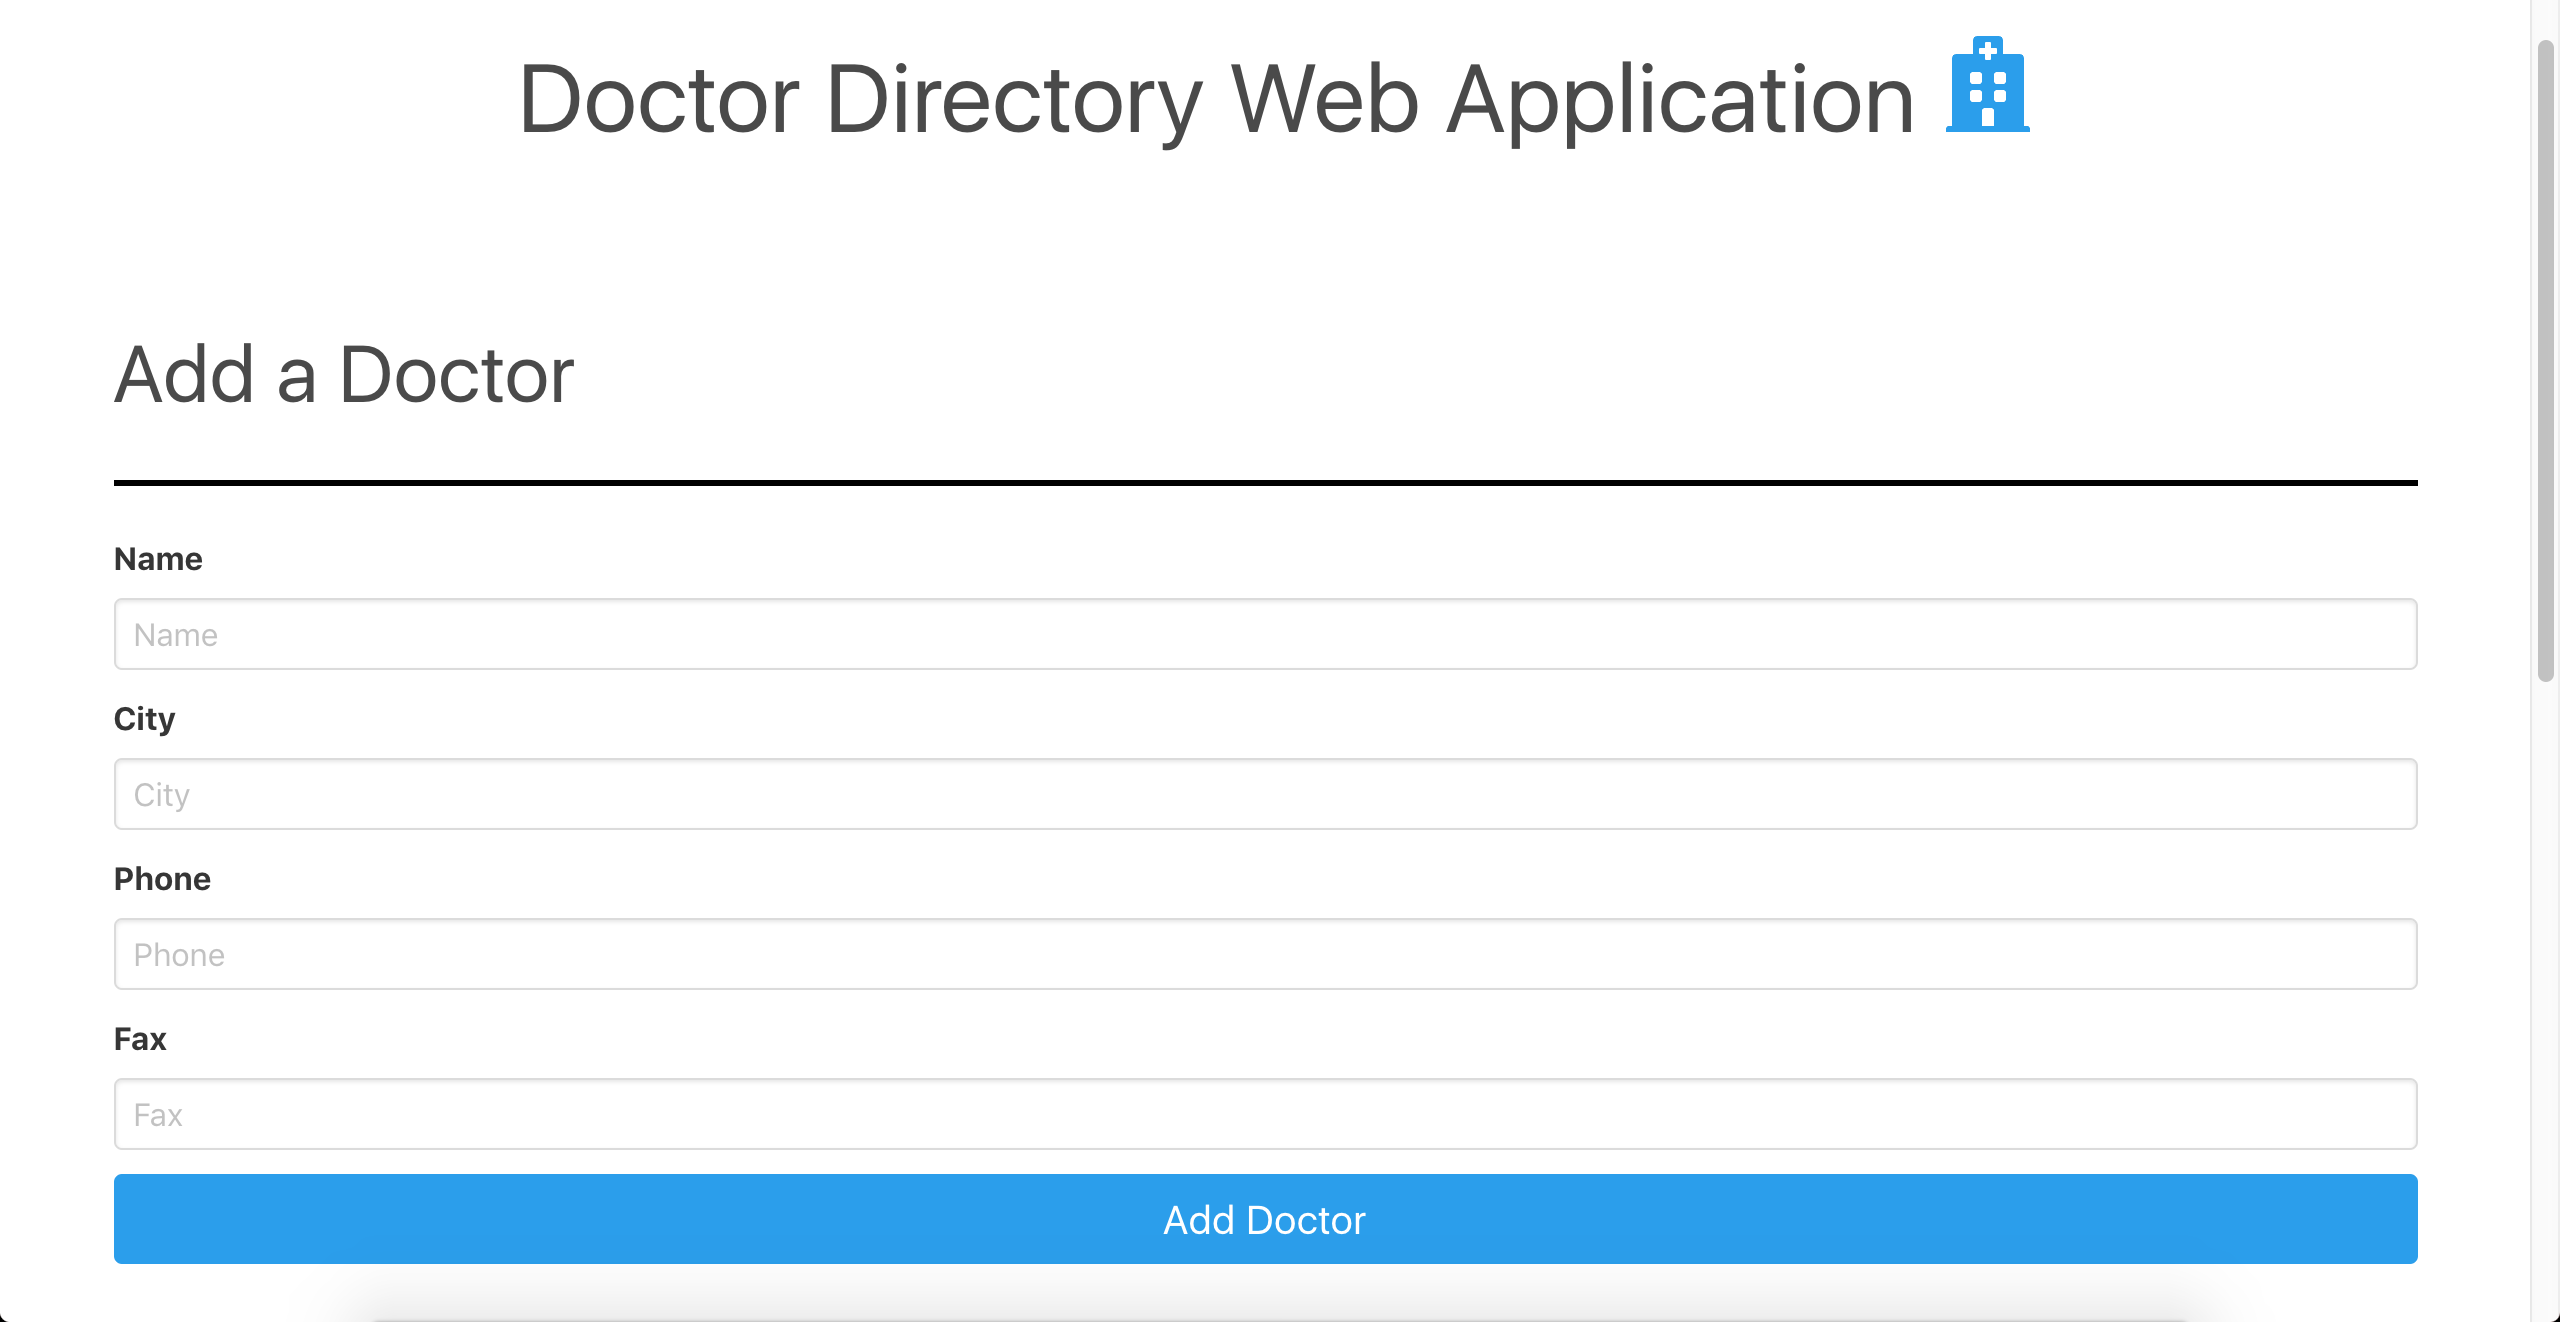 Doctor Directory Web Application
Add a Doctor
Name
Name
City
City
Phone
Phone
Fax
Fax
Add Doctor